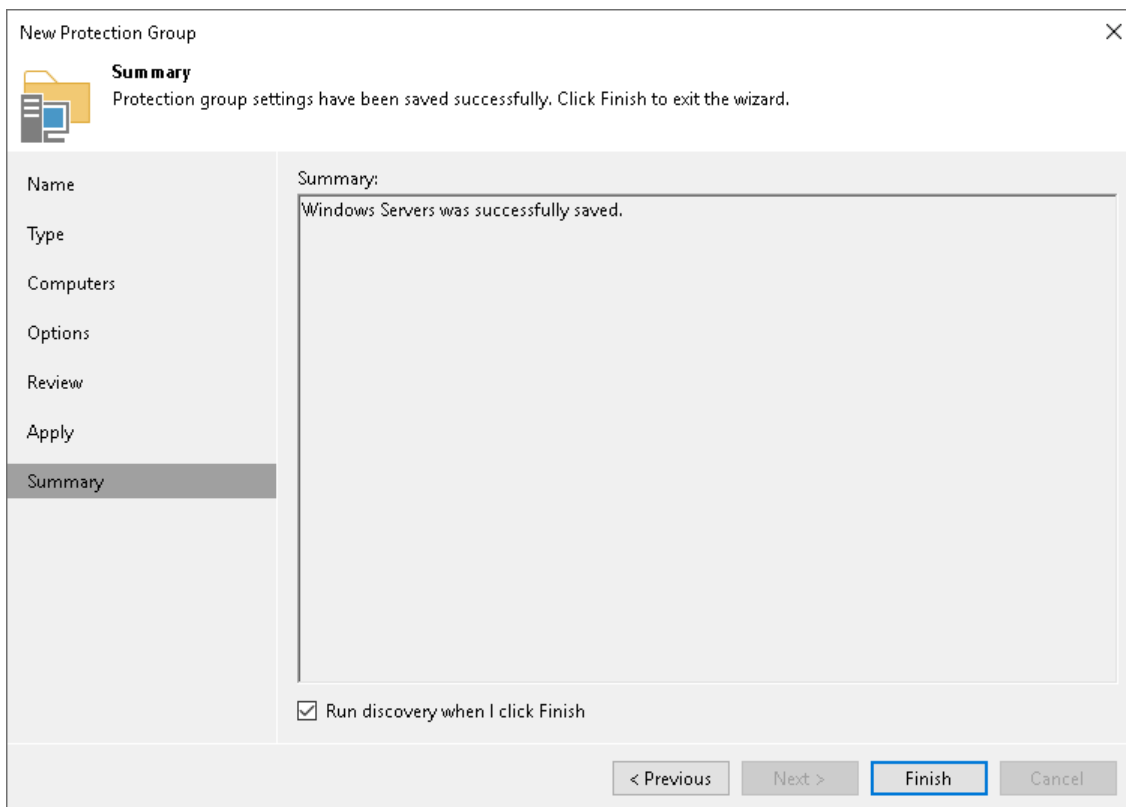 New Protection Group
Summary
Protection group settings have been saved successfully. Click Finish to exit the wizard.
Name
Type
Computers
Options
Review
Apply
Summary
Summary:
Windows Servers was successfully saved.
Run discovery when I click Finish
< Previous
Next >
Finish
Cancel